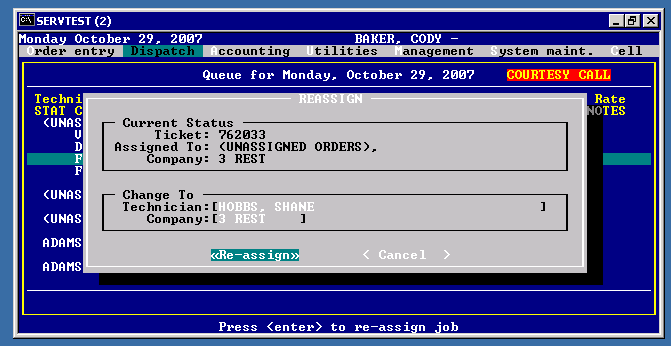 SERVTEST (2)
Monday October 29, 2007 BAKER, CODY -
Order entry Dispatch Accounting Utilities Management System maint. Cell
Queue for Monday, October 29, 2007 COURTESY CALL
Techni Rate
STAT C NOTES
REASSIGN
(UNAS
U
D
F
F
(UNAS
(UNAS
ADAMS
ADAMS
Current Status
Ticket: 762033
Assigned To: (UNASSIGNED ORDERS),
Company: 3 REST
Change To
Technician:[HOBBS, SHANE ]
Company:[3 REST ]
«Re-assign» < Cancel >
Press <enter> to re-assign job